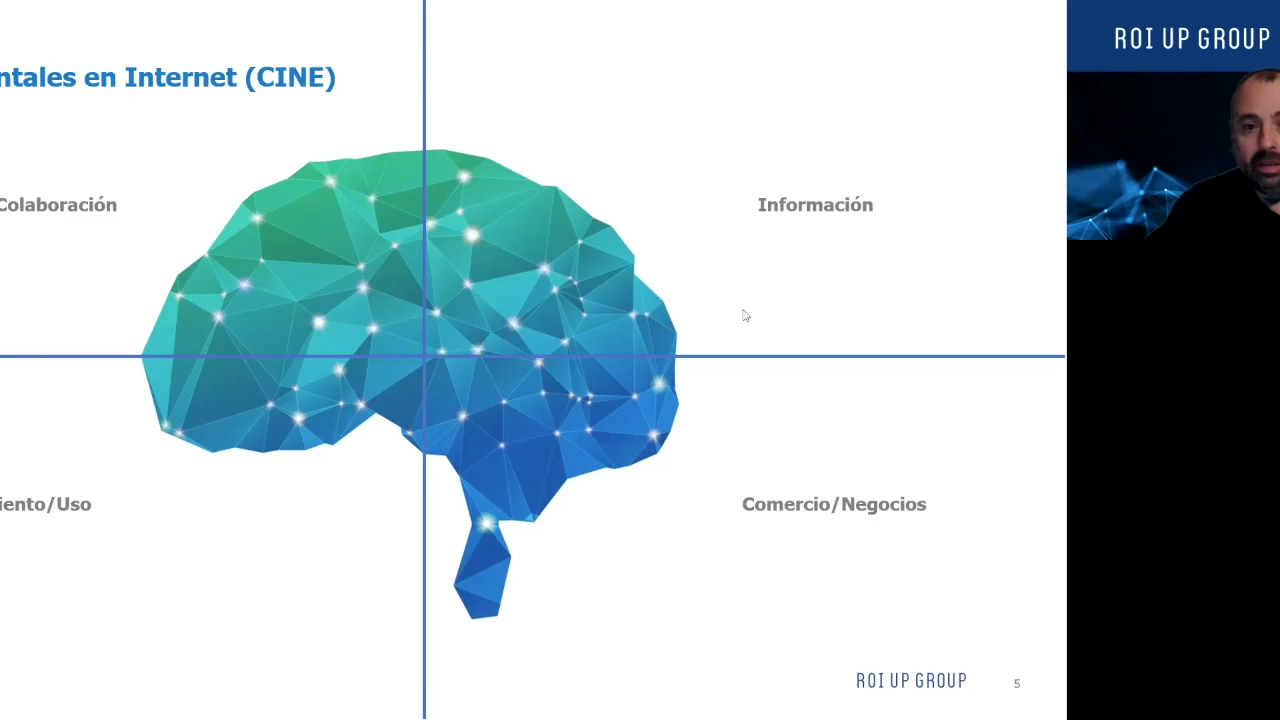 ROI UP GROUP
ntales en Internet (CINE)
Colaboración
Información
iento/Uso
Comercio/Negocios
ROI UP GROUP
5